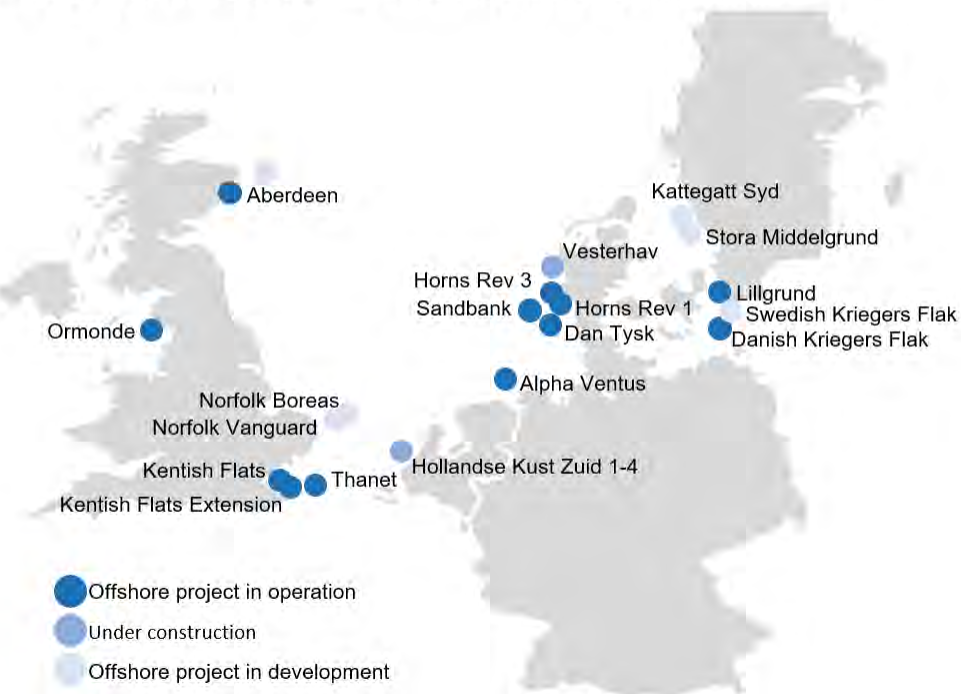 Kattegatt Syd
Aberdeen
Stora Middelgrund
Vesterhav
Horns Rev 3
Lillgrund
Sandbank
Horns Rev 1
Swedish Kriegers Flak
Ormonde
Dan Tysk
Danish Kriegers Flak
Alpha Ventus
Norfolk Boreas
Norfolk Vanguard
Hollandse Kust Zuid 1-4
Kentish Flats
Thanet
Kentish Flats Extension
Offshore project in operation
Under construction
Offshore project in development